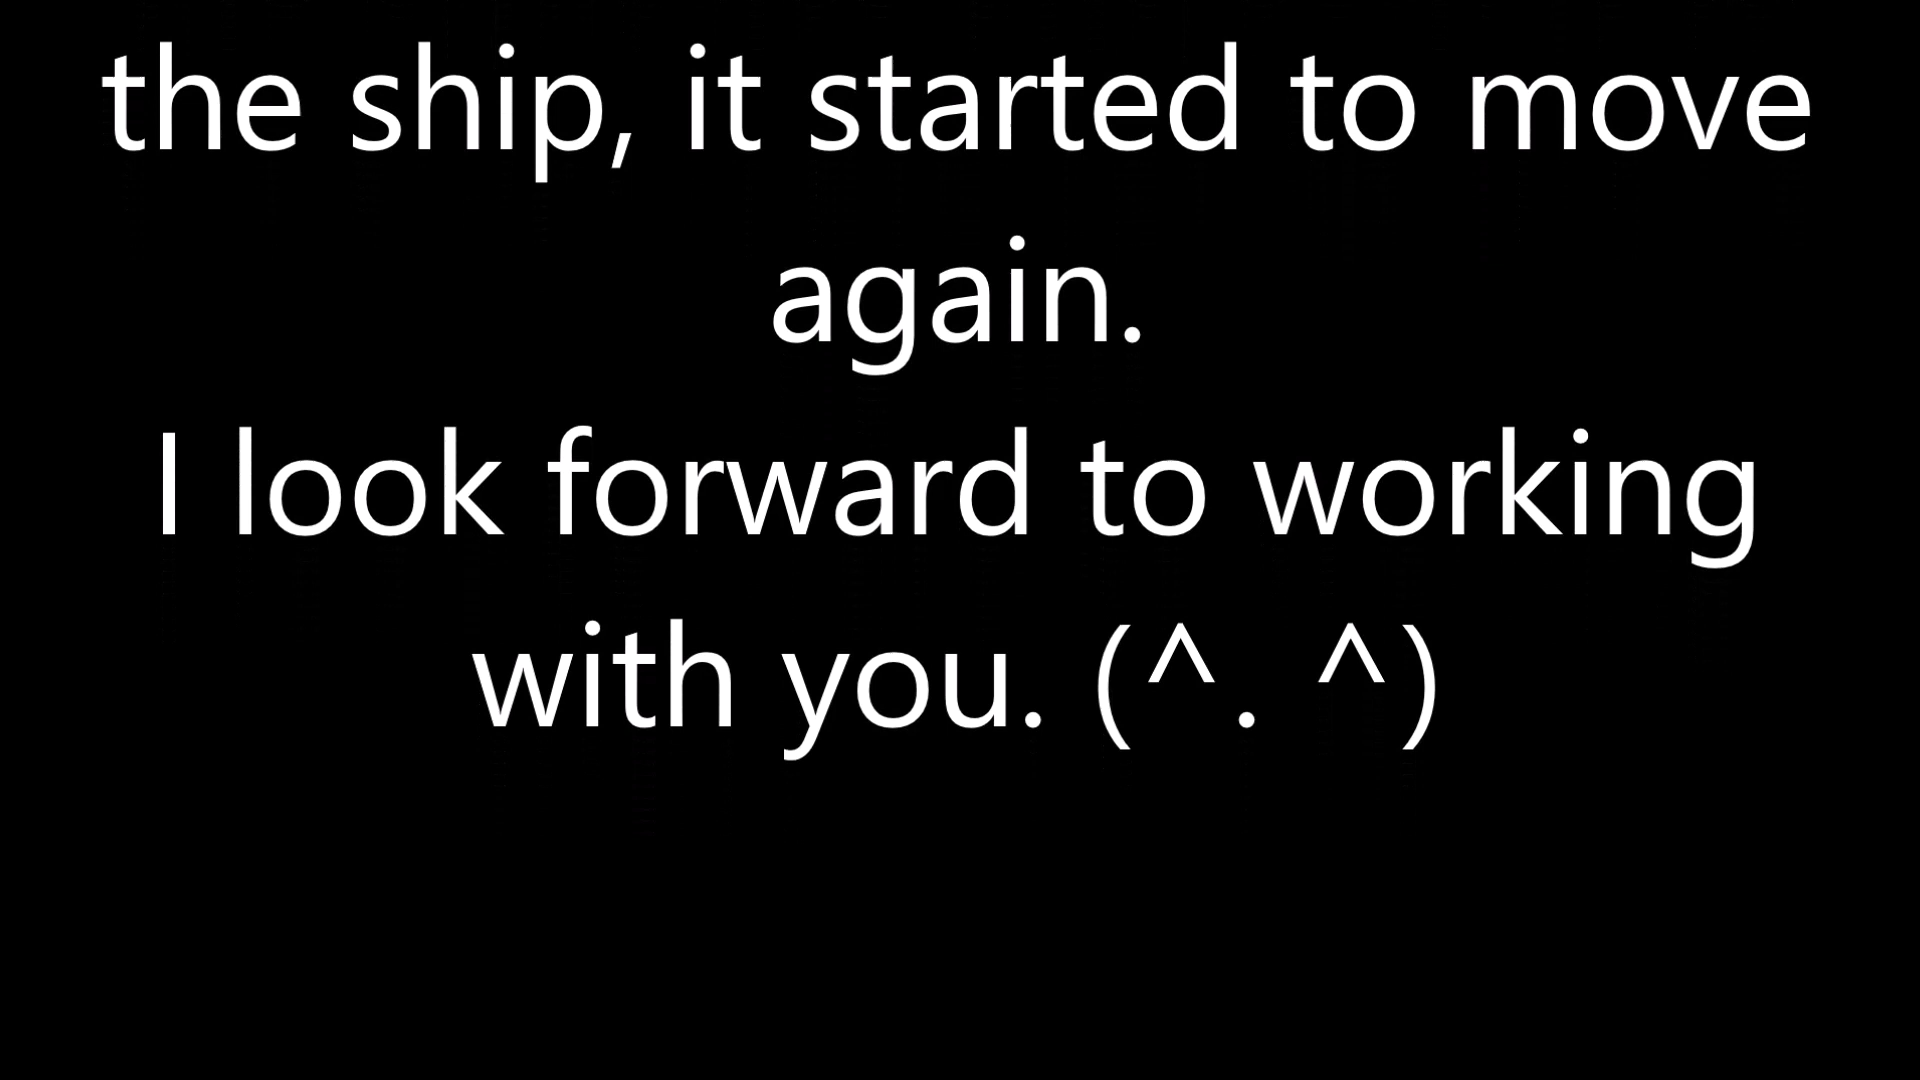 the ship, it started to move
again.
I look forward to working
with you. (^. ^)